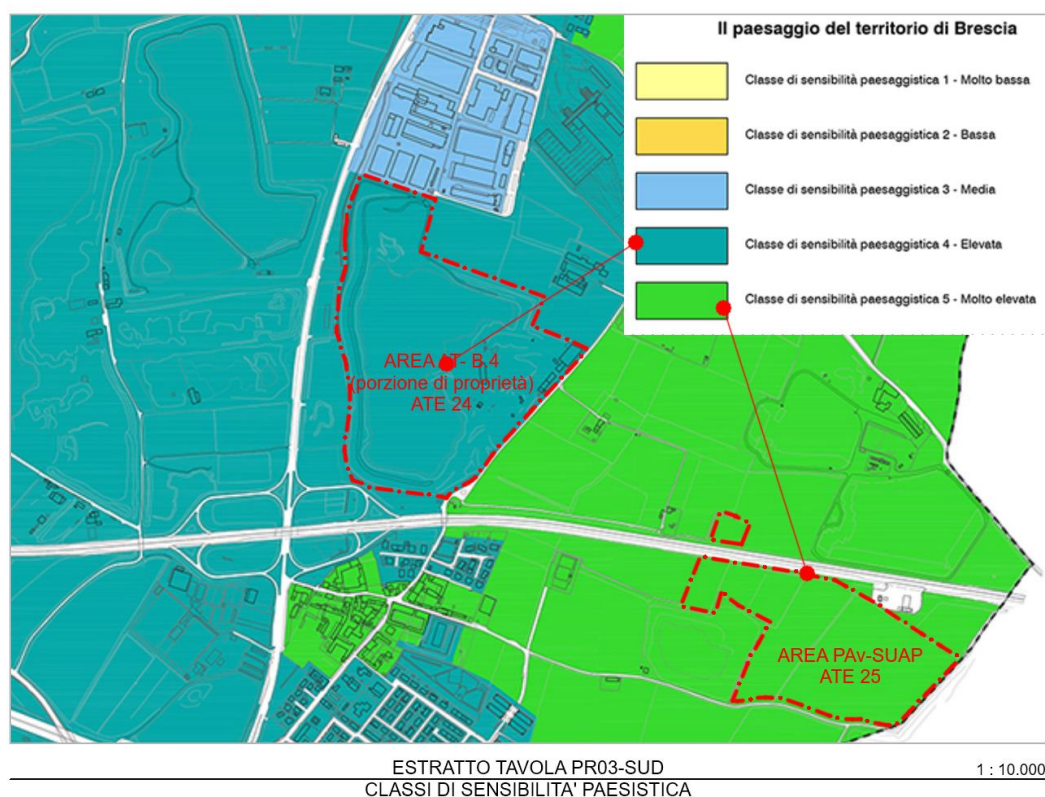 Il paesaggio del territorio di Brescia
Classe di sensibilità paesaggistica 1 - Molto bassa
Classe di sensibilità paesaggistica 2 - Bassa
Classe di sensibilità paesaggistica 3 - Media
Classe di sensibilità paesaggistica 4 - Elevata
Classe di sensibilità paesaggistica 5 - Molto elevata
AREA AT- B.4
(porzione di proprietà)
ATE 24
AREA PAv-SUAP
ATE 25
ESTRATTO TAVOLA PR03-SUD
1 : 10.000
CLASSI DI SENSIBILITA' PAESISTICA